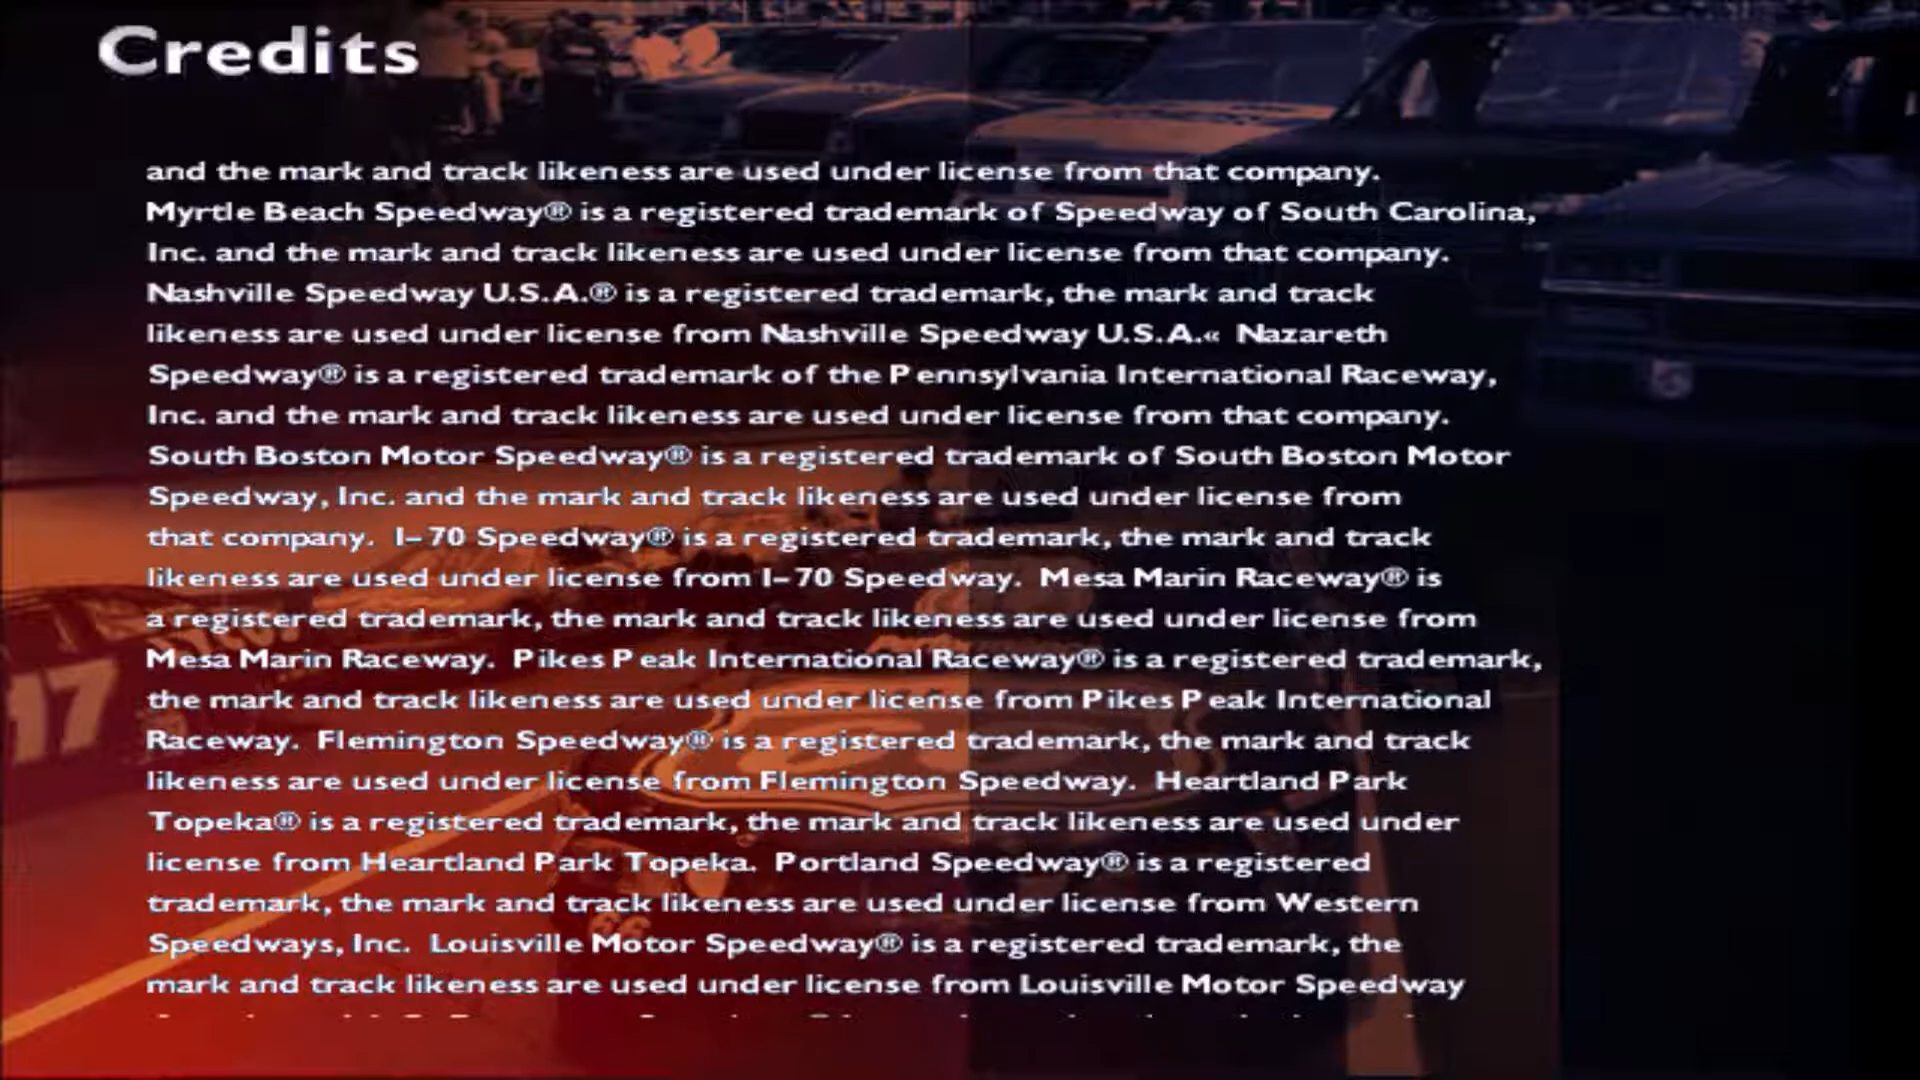 Credits
and the mark and track likeness are used under license from that company.
Myrtle Beach Speedway® is a registered trademark of Speedway of South Carolina,
Inc. and the mark and track likeness are used under license from that company.
Nashville Speedway U.S.A.® is a registered trademark, the mark and track
likeness are used under license from Nashville Speedway U.S.A.«  Nazareth
Speedway® is a registered trademark of the Pennsylvania International Raceway,
Inc. and the mark and track likeness are used under license from that company.
South Boston Motor Speedway® is a registered trademark of South Boston Motor
Speedway, Inc. and the mark and track likeness are used under license from
that company.  I-70 Speedway® is a registered trademark, the mark and track
likeness are used under license from I-70 Speedway.  Mesa Marin Raceway® is
a registered trademark, the mark and track likeness are used under license from
Mesa Marin Raceway.  Pikes Peak International Raceway® is a registered trademark,
the mark and track likeness are used under license from Pikes Peak International
Raceway.  Flemington Speedway® is a registered trademark, the mark and track
likeness are used under license from Flemington Speedway.  Heartland Park
Topeka® is a registered trademark, the mark and track likeness are used under
license from Heartland Park Topeka.  Portland Speedway® is a registered
trademark, the mark and track likeness are used under license from Western
Speedways, Inc.  Louisville Motor Speedway® is a registered trademark, the
mark and track likeness are used under license from Louisville Motor Speedway
17
66